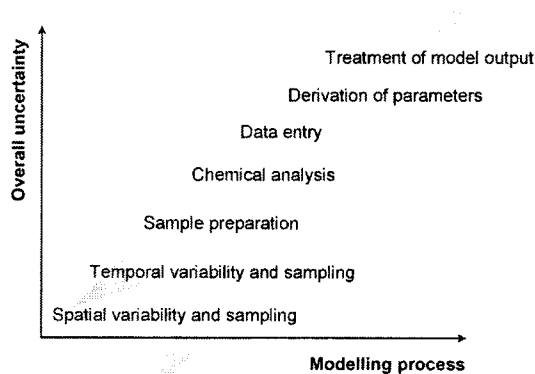 Overall uncertainty
Treatment of model output
Derivation of parameters
Data entry
Chemical analysis
Sample preparation
Temporal variability and sampling
Spatial variability and sampling
Modelling process